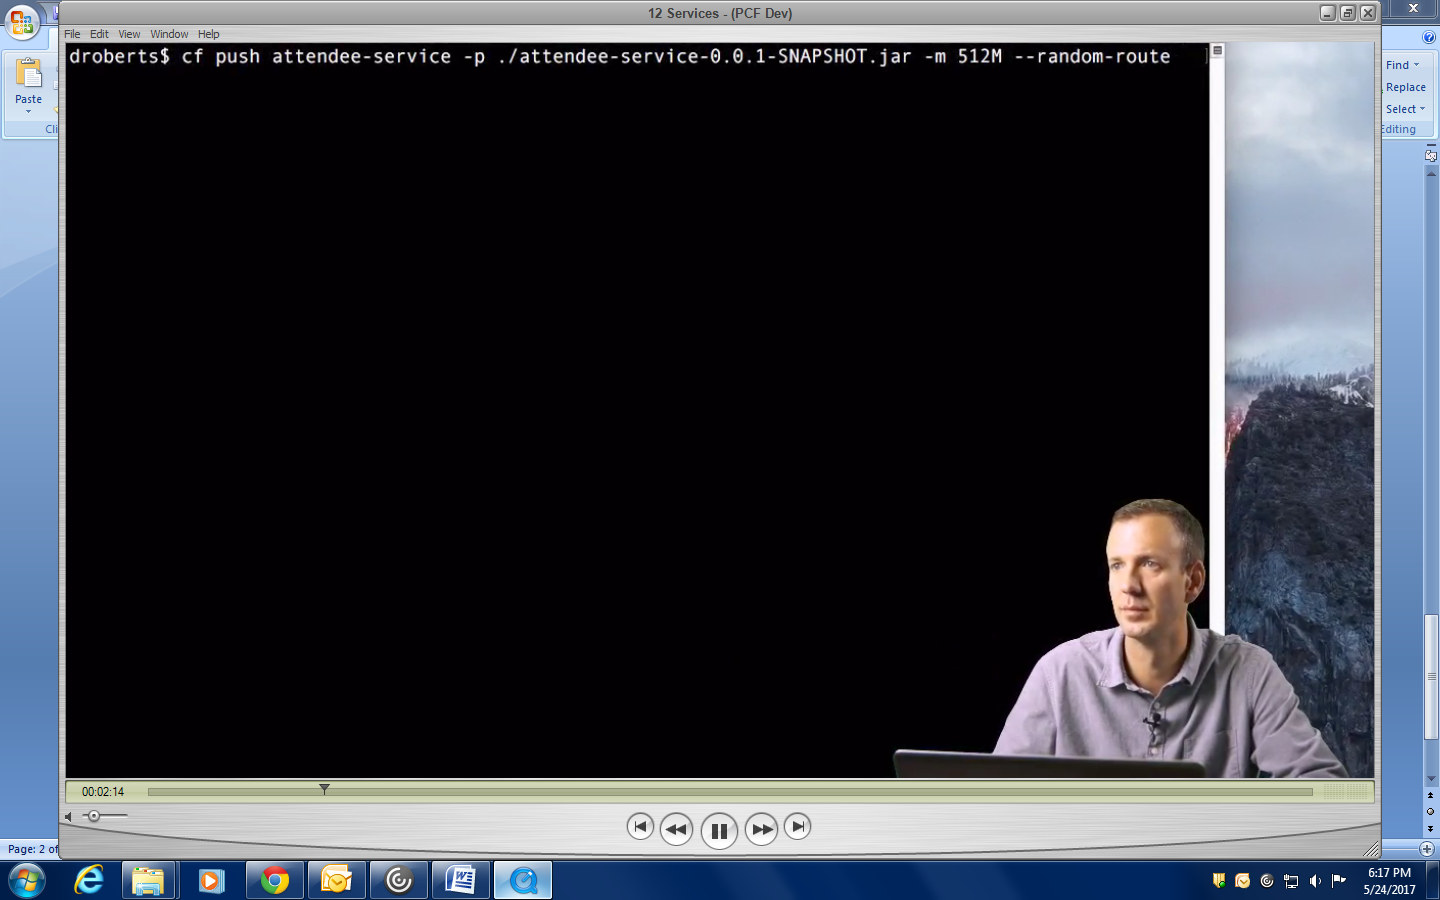 12 Services - (PCF Dev)
File Edit View Window Help
droberts$ cf push attendee-service -p ./attendee-service-0.0.1-SNAPSHOT.jar -m 512M --random-route
Paste
Find
Replace
Select
Editing
00:02:14
Page: 2 of
6:17 PM
5/24/2017